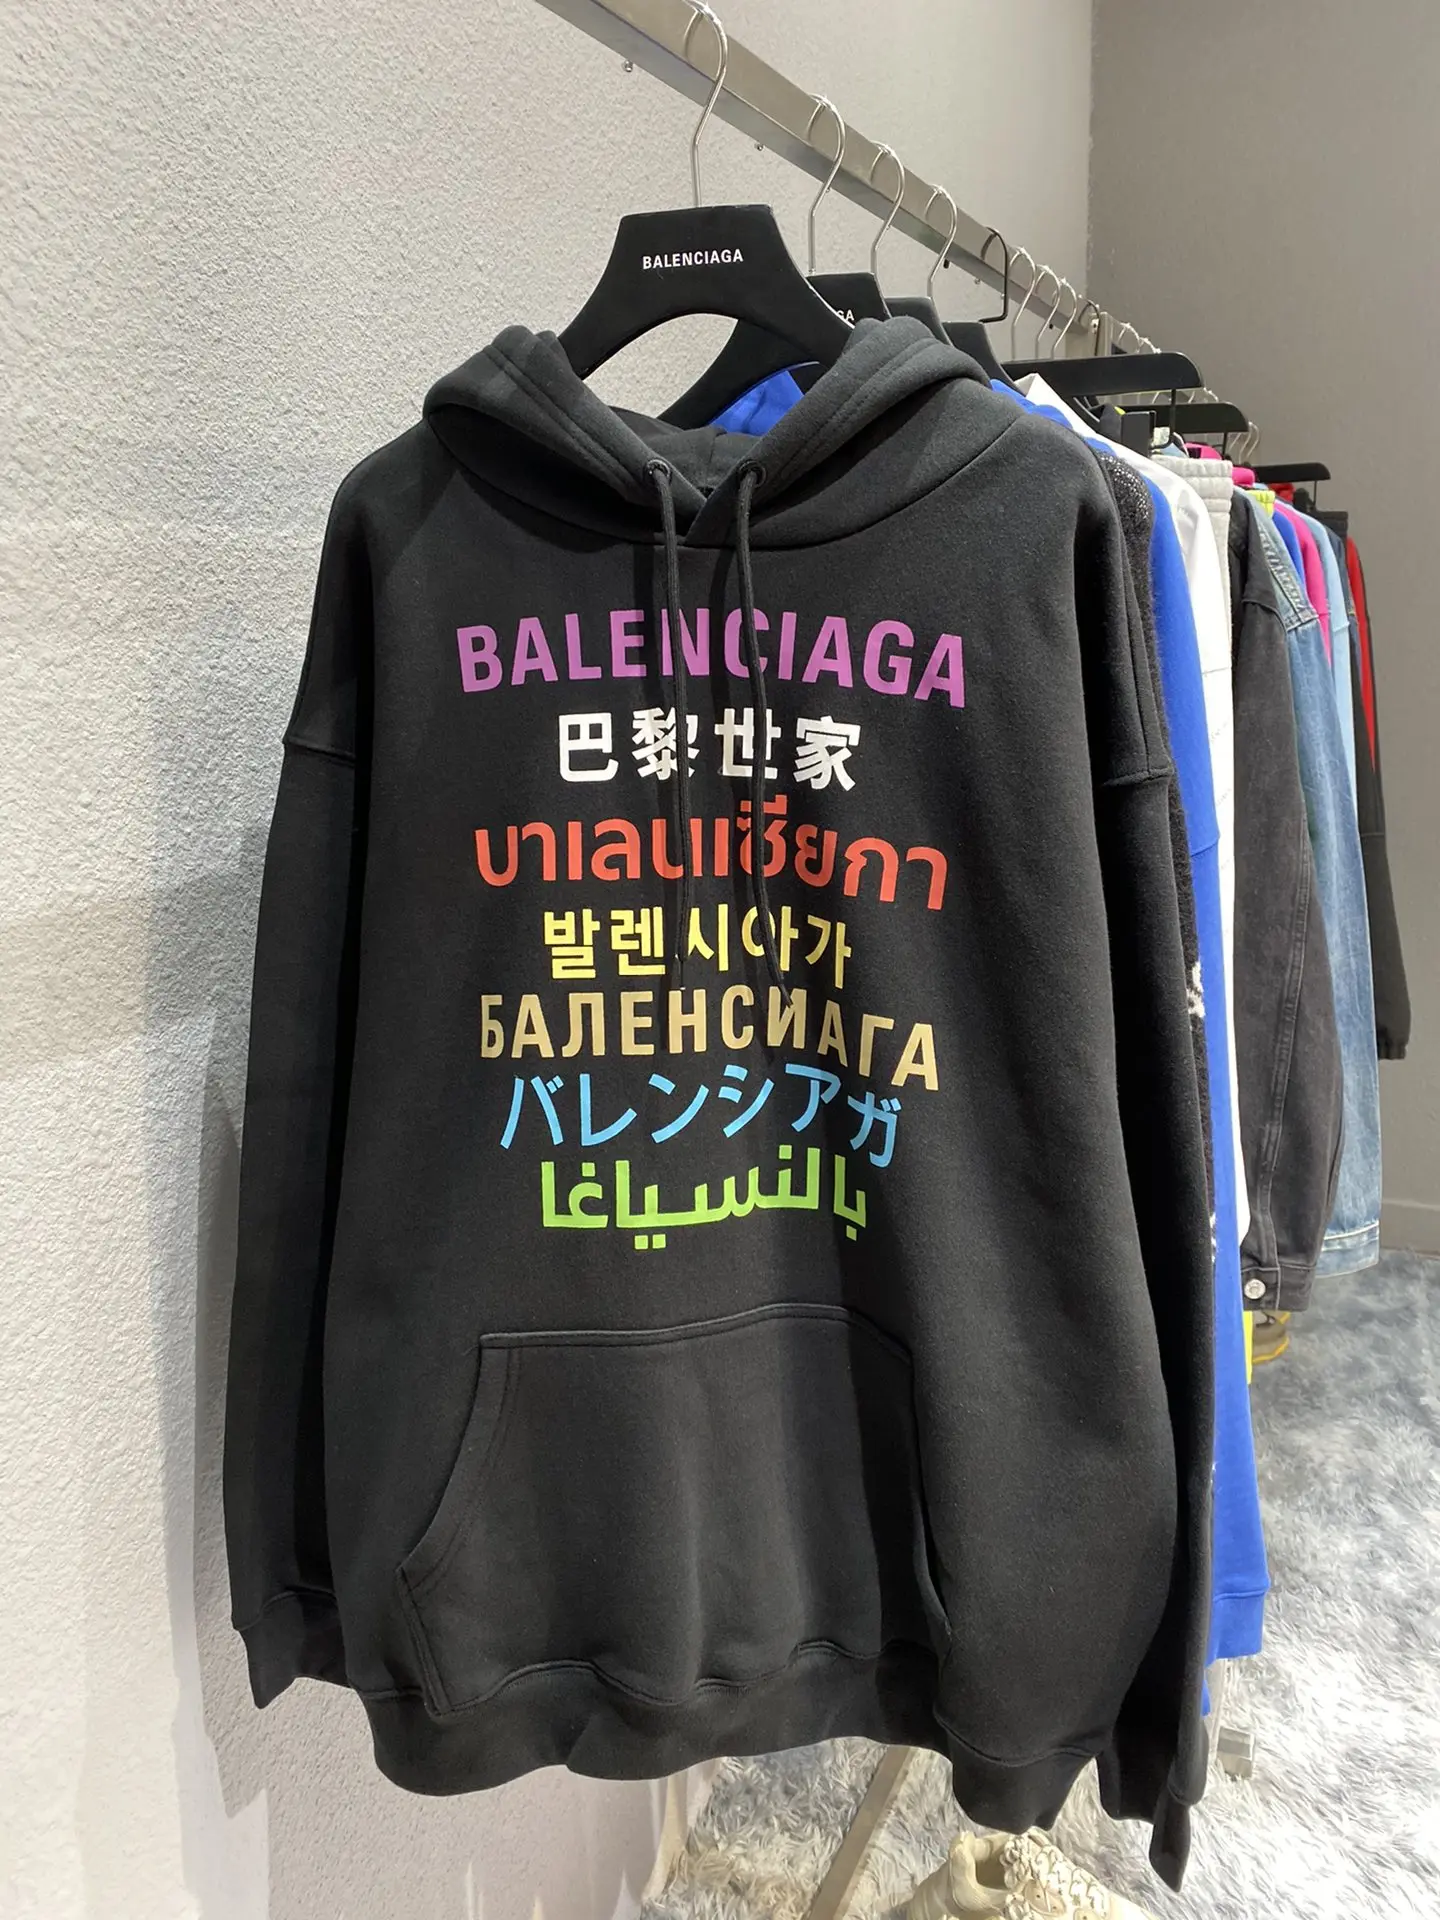 BALENCIAGA
GA
BALENCIAGA
巴黎世家
บาเลนเซียกา
발렌시아가
БАЛЕНСИАГА
バレンシアガ
بالنسياغا